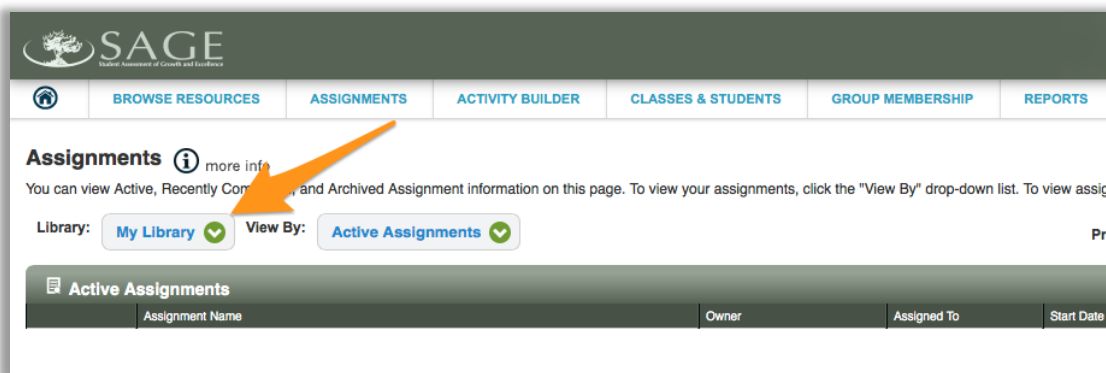 SAGE
Student Assessment of Growth and Excellence
BROWSE RESOURCES ASSIGNMENTS ACTIVITY BUILDER CLASSES & STUDENTS GROUP MEMBERSHIP REPORTS
Assignments i more info
You can view Active, Recently and Archived Assignment information on this page. To view your assignments, click the "View By" drop-down list. To view
Library: My Library View By: Active Assignments
Active Assignments
Assignment Name Owner Assigned To Start Date